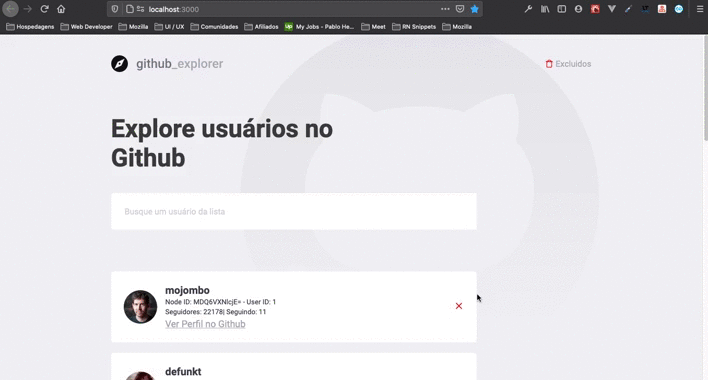 localhost:3000
Hospedagens Web Developer Mozilla UI / UX Comunidades Afiliados Up My Jobs - Pablo He... Meet RN Snippets Mozilla
github_explorer
Excluidos
Explore usuários no
Github
Busque um usuário da lista
mojombo
Node ID: MDQ6VXNlcjE= - User ID: 1
Seguidores: 22178| Seguindo: 11
Ver Perfil no Github
defunkt